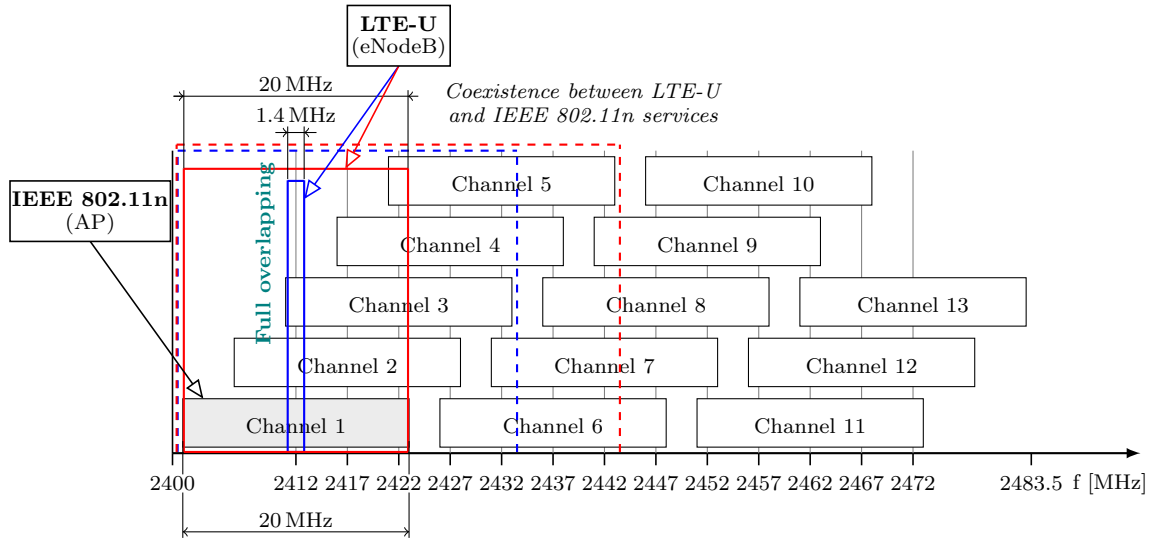 LTE-U
(eNodeB)
20 MHz
Coexistence between LTE-U
and IEEE 802.11n services
1.4 MHz
Full overlapping
IEEE 802.11n
(AP)
Channel 5
Channel 10
Channel 4
Channel 9
Channel 3
Channel 8
Channel 13
Channel 2
Channel 7
Channel 12
Channel 1
Channel 6
Channel 11
2400 2412 2417 2422 2427 2432 2437 2442 2447 2452 2457 2462 2467 2472 2483.5 f [MHz]
20 MHz